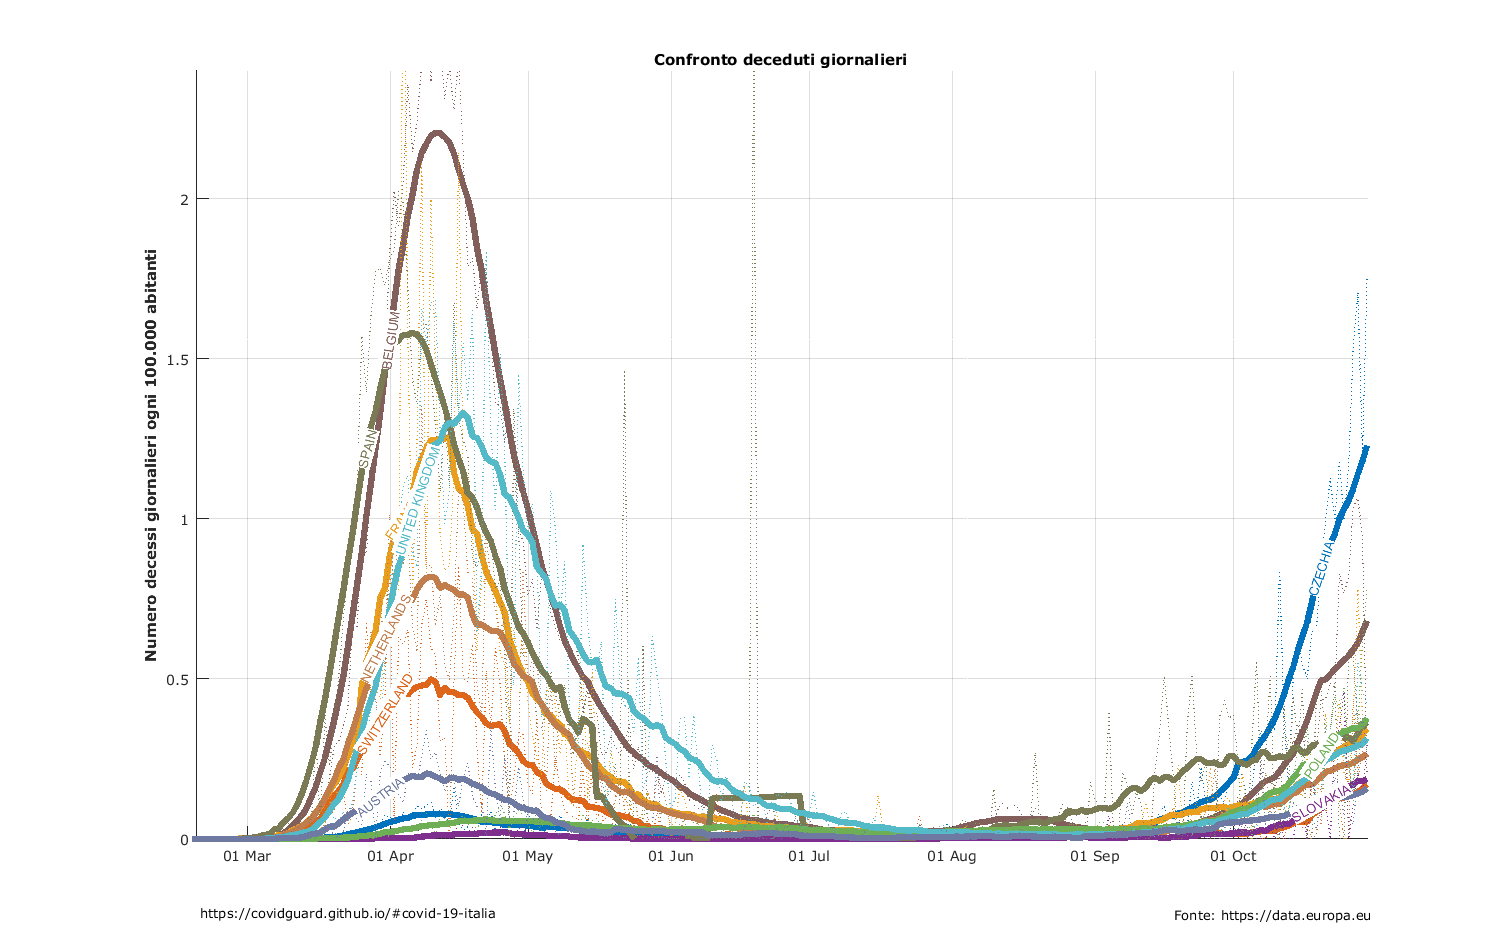 Confronto deceduti giornalieri
Numero decessi giornalieri ogni 100.000 abitanti
2
1.5
1
0.5
0
BELGIUM
SPAIN
UNITED KINGDOM
NETHERLANDS
SWITZERLAND
AUSTRIA
CZECHIA
POLAND
SLOVAKIA
01 Mar
01 Apr
01 May
01 Jun
01 Jul
01 Aug
01 Sep
01 Oct
https://covidguard.github.io/#covid-19-italia
Fonte: https://data.europa.eu